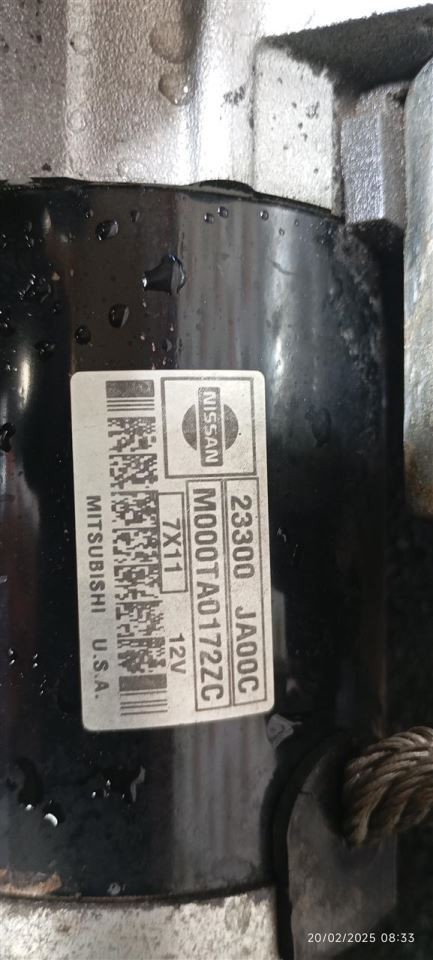 NISSAN
23300 JA00C
M000TA0172ZC
7X11 12V
MITSUBISHI U.S.A.
20/02/2025 08:33